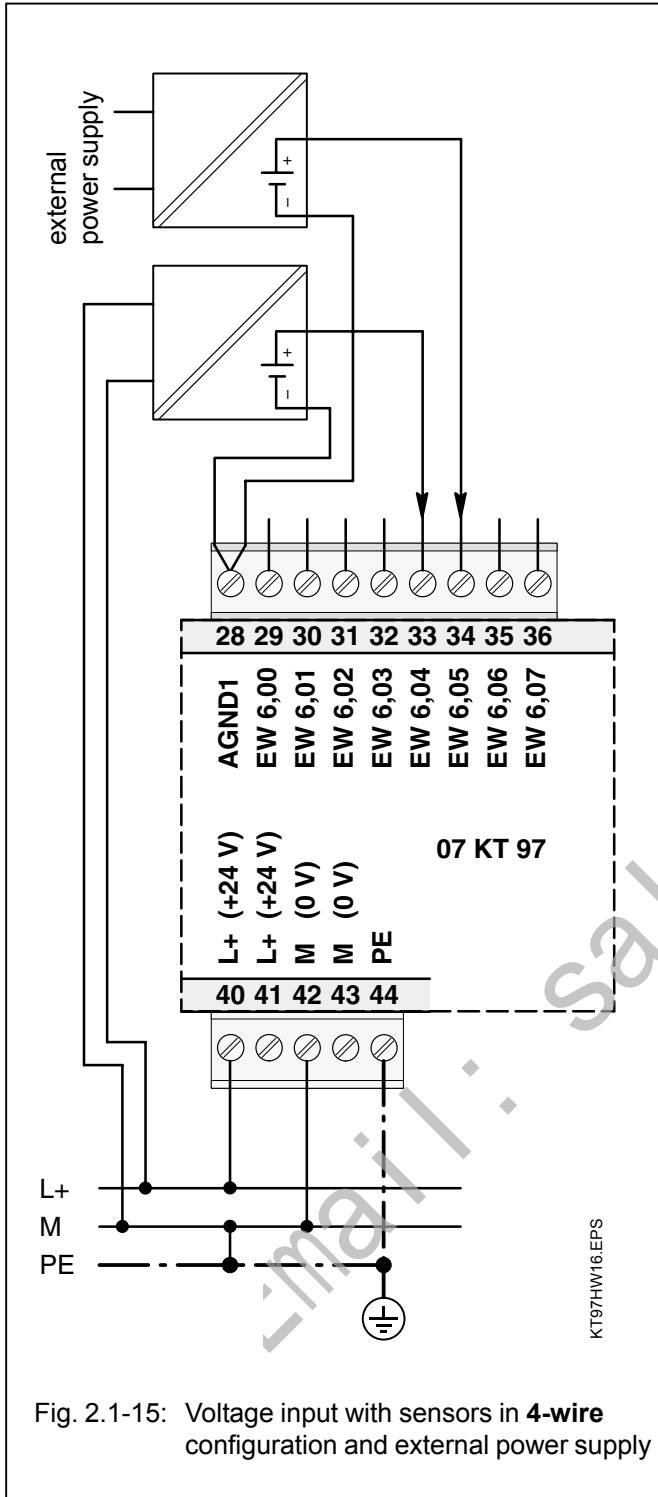 external
power supply
+
–
+
–
28 29 30 31 32 33 34 35 36
AGND1
EW 6,00
EW 6,01
EW 6,02
EW 6,03
EW 6,04
EW 6,05
EW 6,06
EW 6,07
07 KT 97
L+ (+24 V)
L+ (+24 V)
M (0 V)
M (0 V)
PE
40 41 42 43 44
L+
M
PE
KT97HW16.EPS
Email: sal
Fig. 2.1-15: Voltage input with sensors in 4-wire
configuration and external power supply